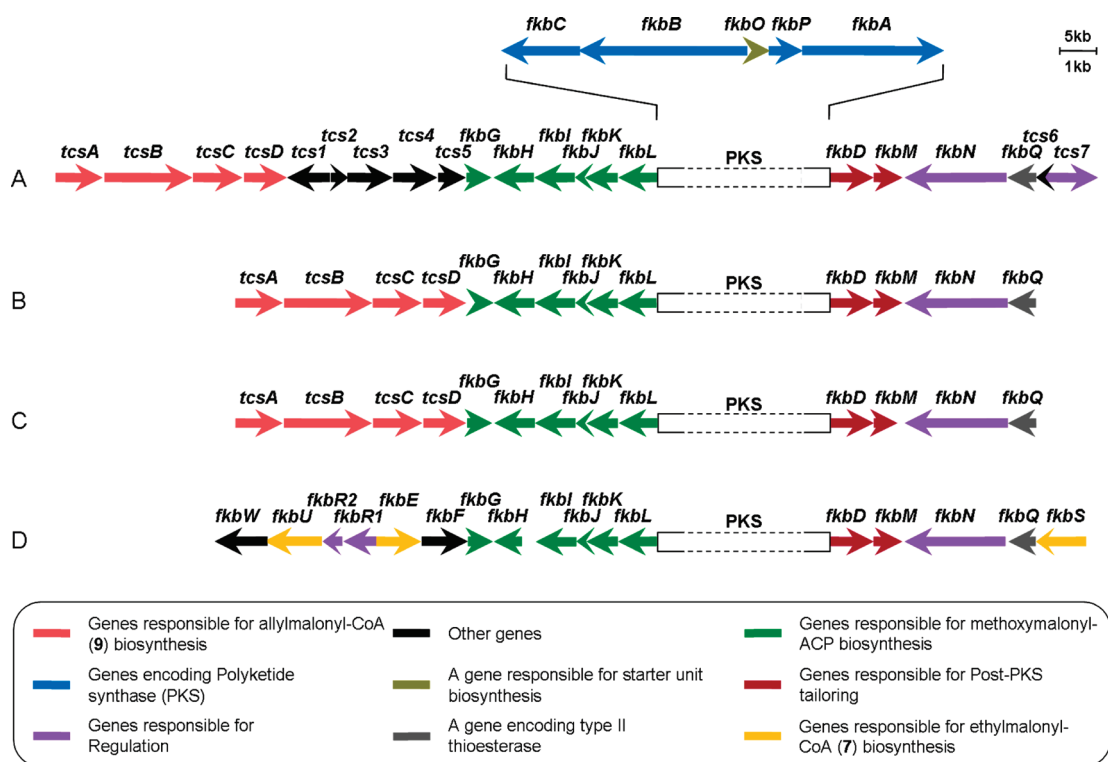 fkbC fkbB fkbO fkbP fkbA
5kb
1kb
tcs2 tcs4 fkbG fkbI fkbK tcs6
tcsA tcsB tcsC tcsD tcs1 tcs3 tcs5 fkbH fkbJ fkbL PKS fkbD fkbM fkbN fkbQ tcs7
A
fkbG fkbI fkbK
tcsA tcsB tcsC tcsD fkbH fkbJ fkbL PKS fkbD fkbM fkbN fkbQ
B
fkbG fkbI fkbK
tcsA tcsB tcsC tcsD fkbH fkbJ fkbL PKS fkbD fkbM fkbN fkbQ
C
fkbR2 fkbE fkbG fkbI fkbK
fkbW fkbU fkbR1 fkbF fkbH fkbJ fkbL PKS fkbD fkbM fkbN fkbQ fkbS
D
Genes responsible for allylmalonyl-CoA
(9) biosynthesis
Other genes
Genes responsible for methoxymalonyl-
ACP biosynthesis
Genes encoding Polyketide
synthase (PKS)
A gene responsible for starter unit
biosynthesis
Genes responsible for Post-PKS
tailoring
Genes responsible for
Regulation
A gene encoding type II
thioesterase
Genes responsible for ethylmalonyl-
CoA (7) biosynthesis